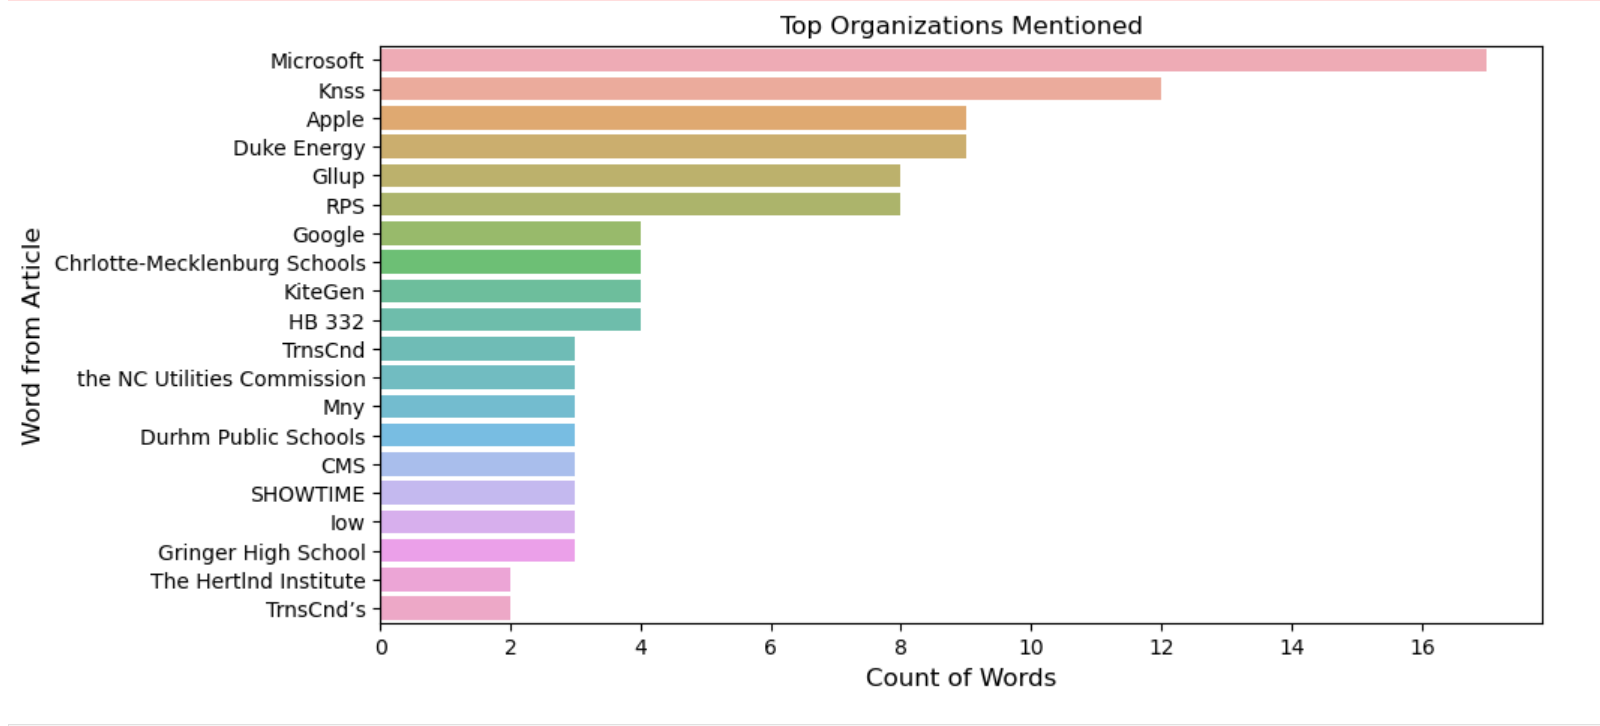 Top Organizations Mentioned
Microsoft
Knss
Apple
Duke Energy
Gllup
RPS
Google
Chrlotte-Mecklenburg Schools
KiteGen
HB 332
TrnsCnd
the NC Utilities Commission
Mny
Durhm Public Schools
CMS
SHOWTIME
Iow
Gringer High School
The Hertlnd Institute
TrnsCnd’s
Word from Article
0 2 4 6 8 10 12 14 16
Count of Words